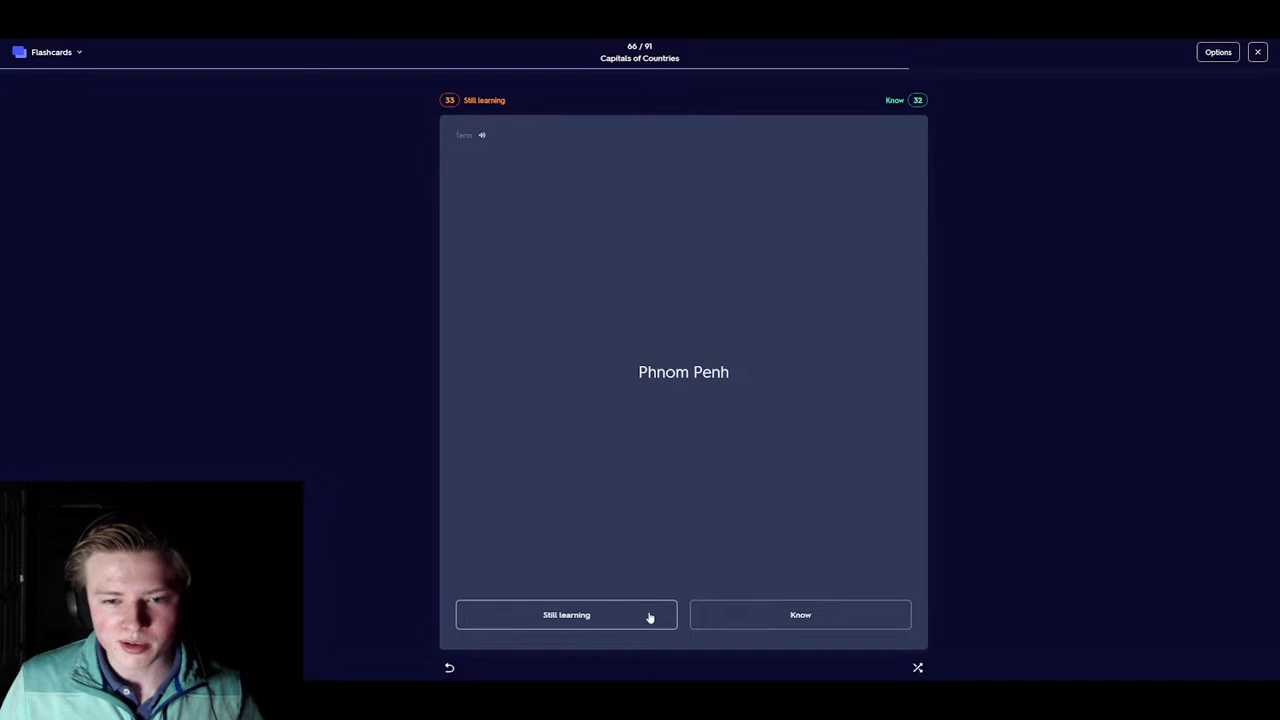 Flashcards
66 / 91
Capitals of Countries
Options
33 Still learning
Know 32
Term
Phnom Penh
Still learning
Know